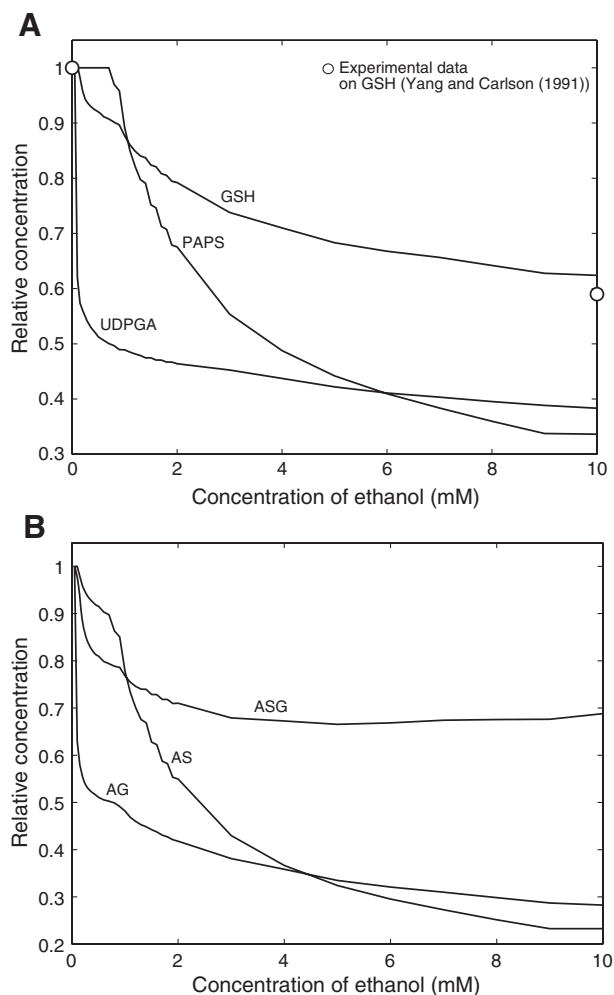 A
Experimental data
on GSH (Yang and Carlson (1991))
1
0.9
0.8
0.7
0.6
0.5
0.4
0.3
Relative concentration
GSH
PAPS
UDPGA
0 2 4 6 8 10
Concentration of ethanol (mM)
B
1
0.9
0.8
0.7
0.6
0.5
0.4
0.3
0.2
Relative concentration
ASG
AS
AG
0 2 4 6 8 10
Concentration of ethanol (mM)